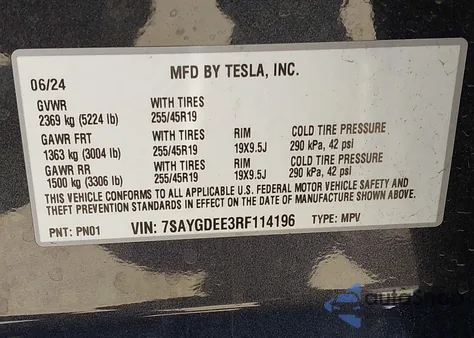 MFD BY TESLA, INC.
06/24
GVWR WITH TIRES
2369 kg (5224 lb) 255/45R19
GAWR FRT WITH TIRES RIM COLD TIRE PRESSURE
1363 kg (3004 lb) 255/45R19 19X9.5J 290 kPa, 42 psi
GAWR RR WITH TIRES RIM COLD TIRE PRESSURE
1500 kg (3306 lb) 255/45R19 19X9.5J 290 kPa, 42 psi
THIS VEHICLE CONFORMS TO ALL APPLICABLE U.S. FEDERAL MOTOR VEHICLE SAFETY AND
THEFT PREVENTION STANDARDS IN EFFECT ON THE DATE OF MANUFACTURE SHOWN ABOVE.
PNT: PN01 VIN: 7SAYGDEE3RF114196 TYPE: MPV